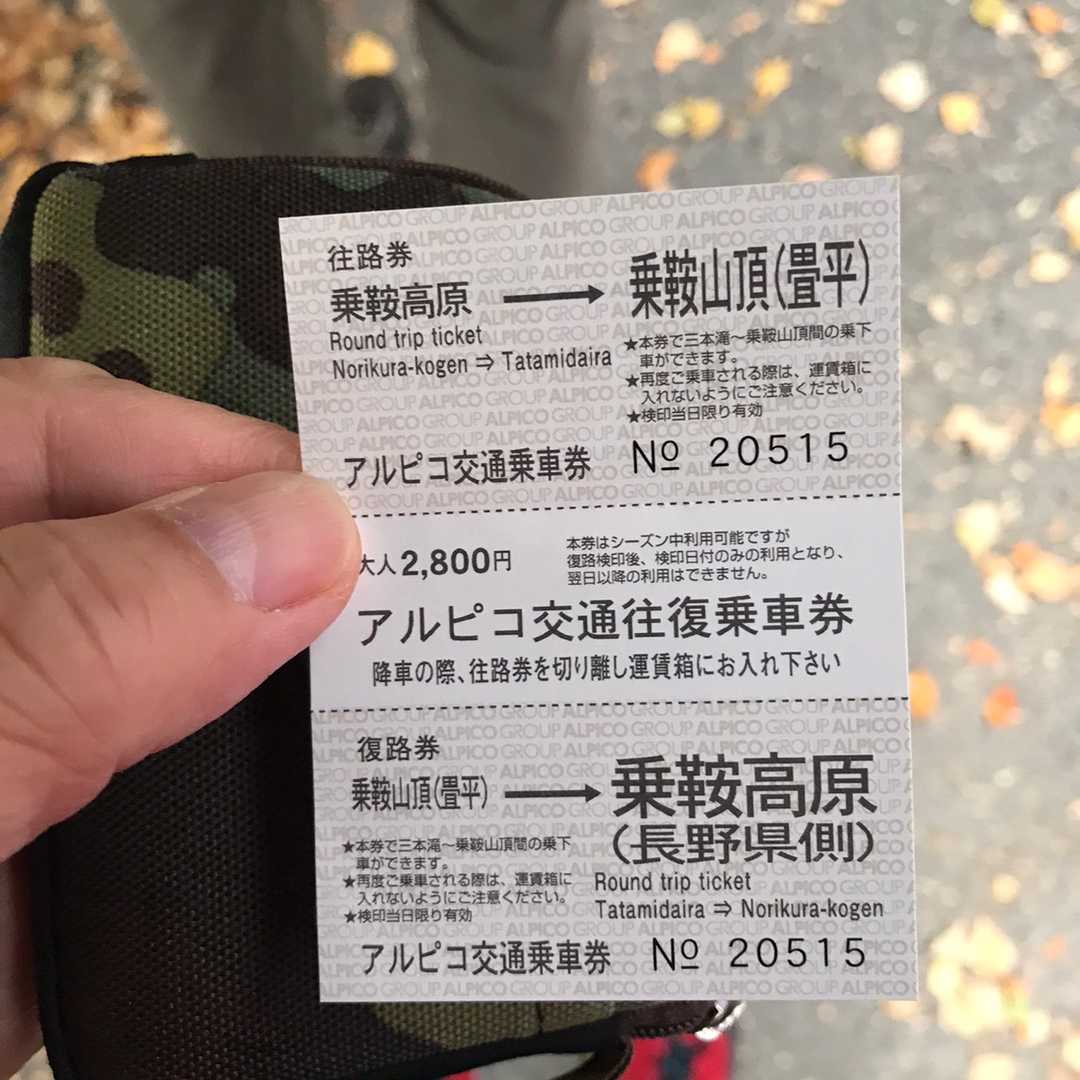 往路券
乗鞍高原 → 乗鞍山頂(畳平)
Round trip ticket
Norikura-kogen ⇒ Tatamidaira
★本券で三本滝~乗鞍山頂間の乗下
車ができます。
★再度ご乗車される際は、運賃箱に
入れないようにご注意ください。
★検印当日限り有効
アルピコ交通乗車券 № 20515
大人2,800円
本券はシーズン中利用可能ですが
復路検印後、検印日付のみの利用となり、
翌日以降の利用はできません。
アルピコ交通往復乗車券
降車の際、往路券を切り離し運賃箱にお入れ下さい
復路券
乗鞍山頂(畳平) → 乗鞍高原
(長野県側)
★本券で三本滝~乗鞍山頂間の乗下
車ができます。
★再度ご乗車される際は、運賃箱に
入れないようにご注意ください。
★検印当日限り有効
Round trip ticket
Tatamidaira ⇒ Norikura-kogen
アルピコ交通乗車券 № 20515